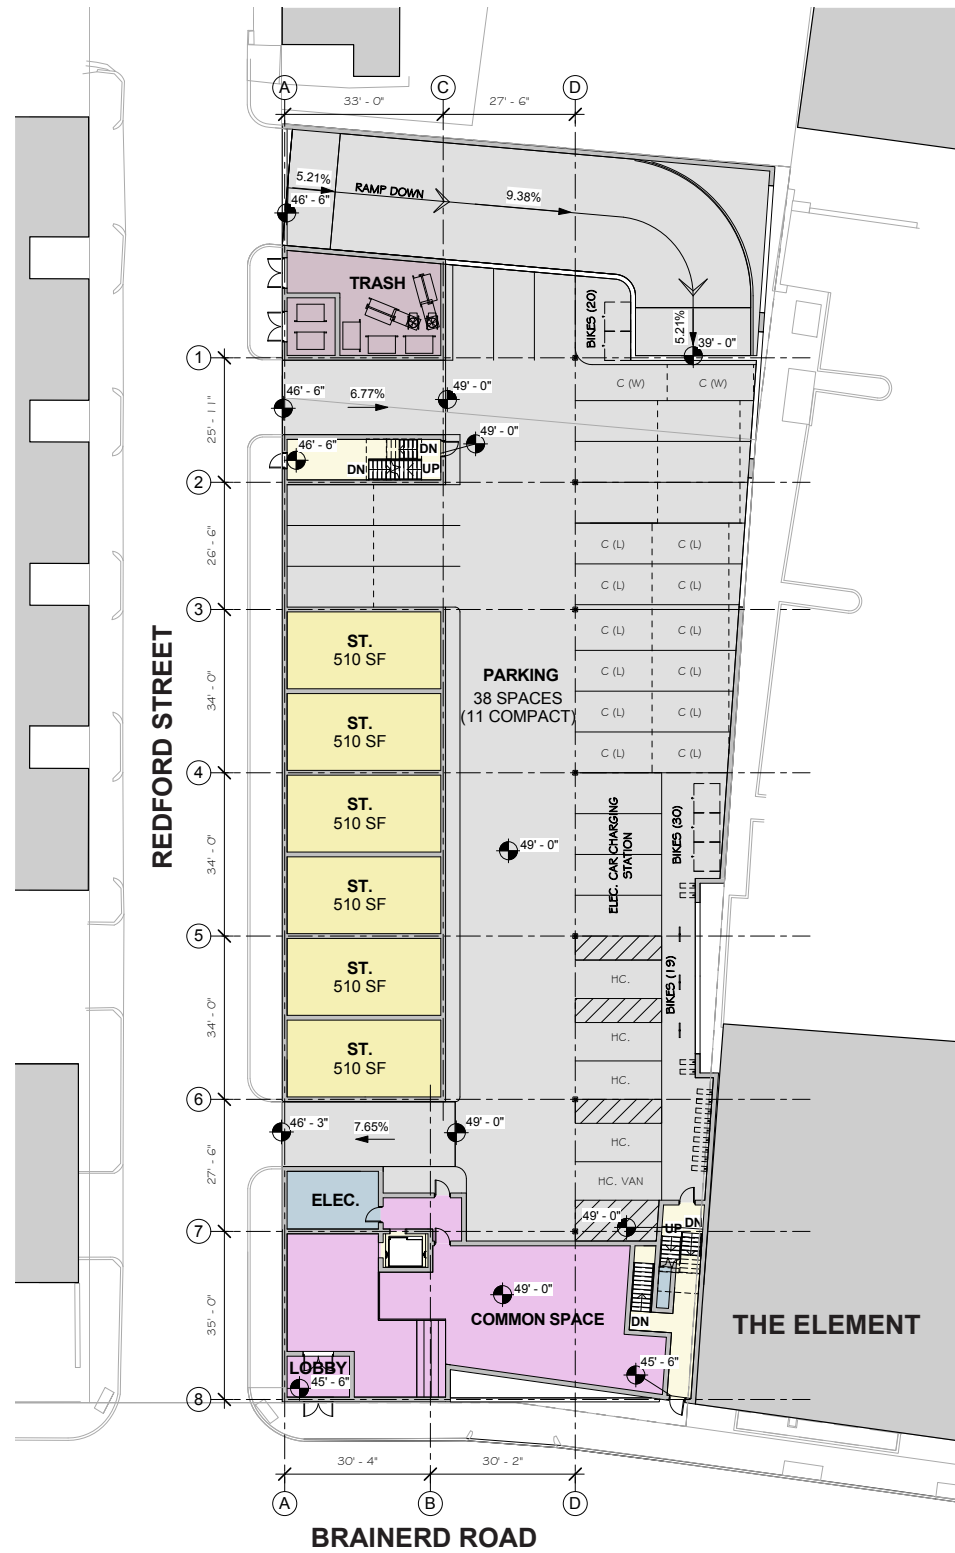 A
C
D
33' - 0"
27' - 6"
5.21%
RAMP DOWN
9.38%
46' - 6"
TRASH
BIKES (20)
5.21%
39' - 0"
1
46' - 6"
6.77%
49' - 0"
C (W)
C (W)
25' - 11"
49' - 0"
46' - 6"
DN
DN
UP
2
26' - 6"
C (L)
C (L)
C (L)
C (L)
3
ST.
510 SF
C (L)
C (L)
REDFORD STREET
34' - 0"
PARKING
38 SPACES
(11 COMPACT)
C (L)
C (L)
ST.
510 SF
C (L)
C (L)
C (L)
C (L)
4
ST.
510 SF
34' - 0"
49' - 0"
ELEC. CAR CHARGING
STATION
BIKES (30)
ST.
510 SF
5
ST.
510 SF
HC.
BIKES (19)
34' - 0"
HC.
ST.
510 SF
HC.
6
46' - 3"
7.65%
49' - 0"
HC.
27' - 6"
HC. VAN
ELEC.
49' - 0"
UP
DN
7
49' - 0"
COMMON SPACE
DN
THE ELEMENT
35' - 0"
LOBBY
45' - 6"
45' - 6"
8
30' - 4"
30' - 2"
A
B
D
BRAINERD ROAD